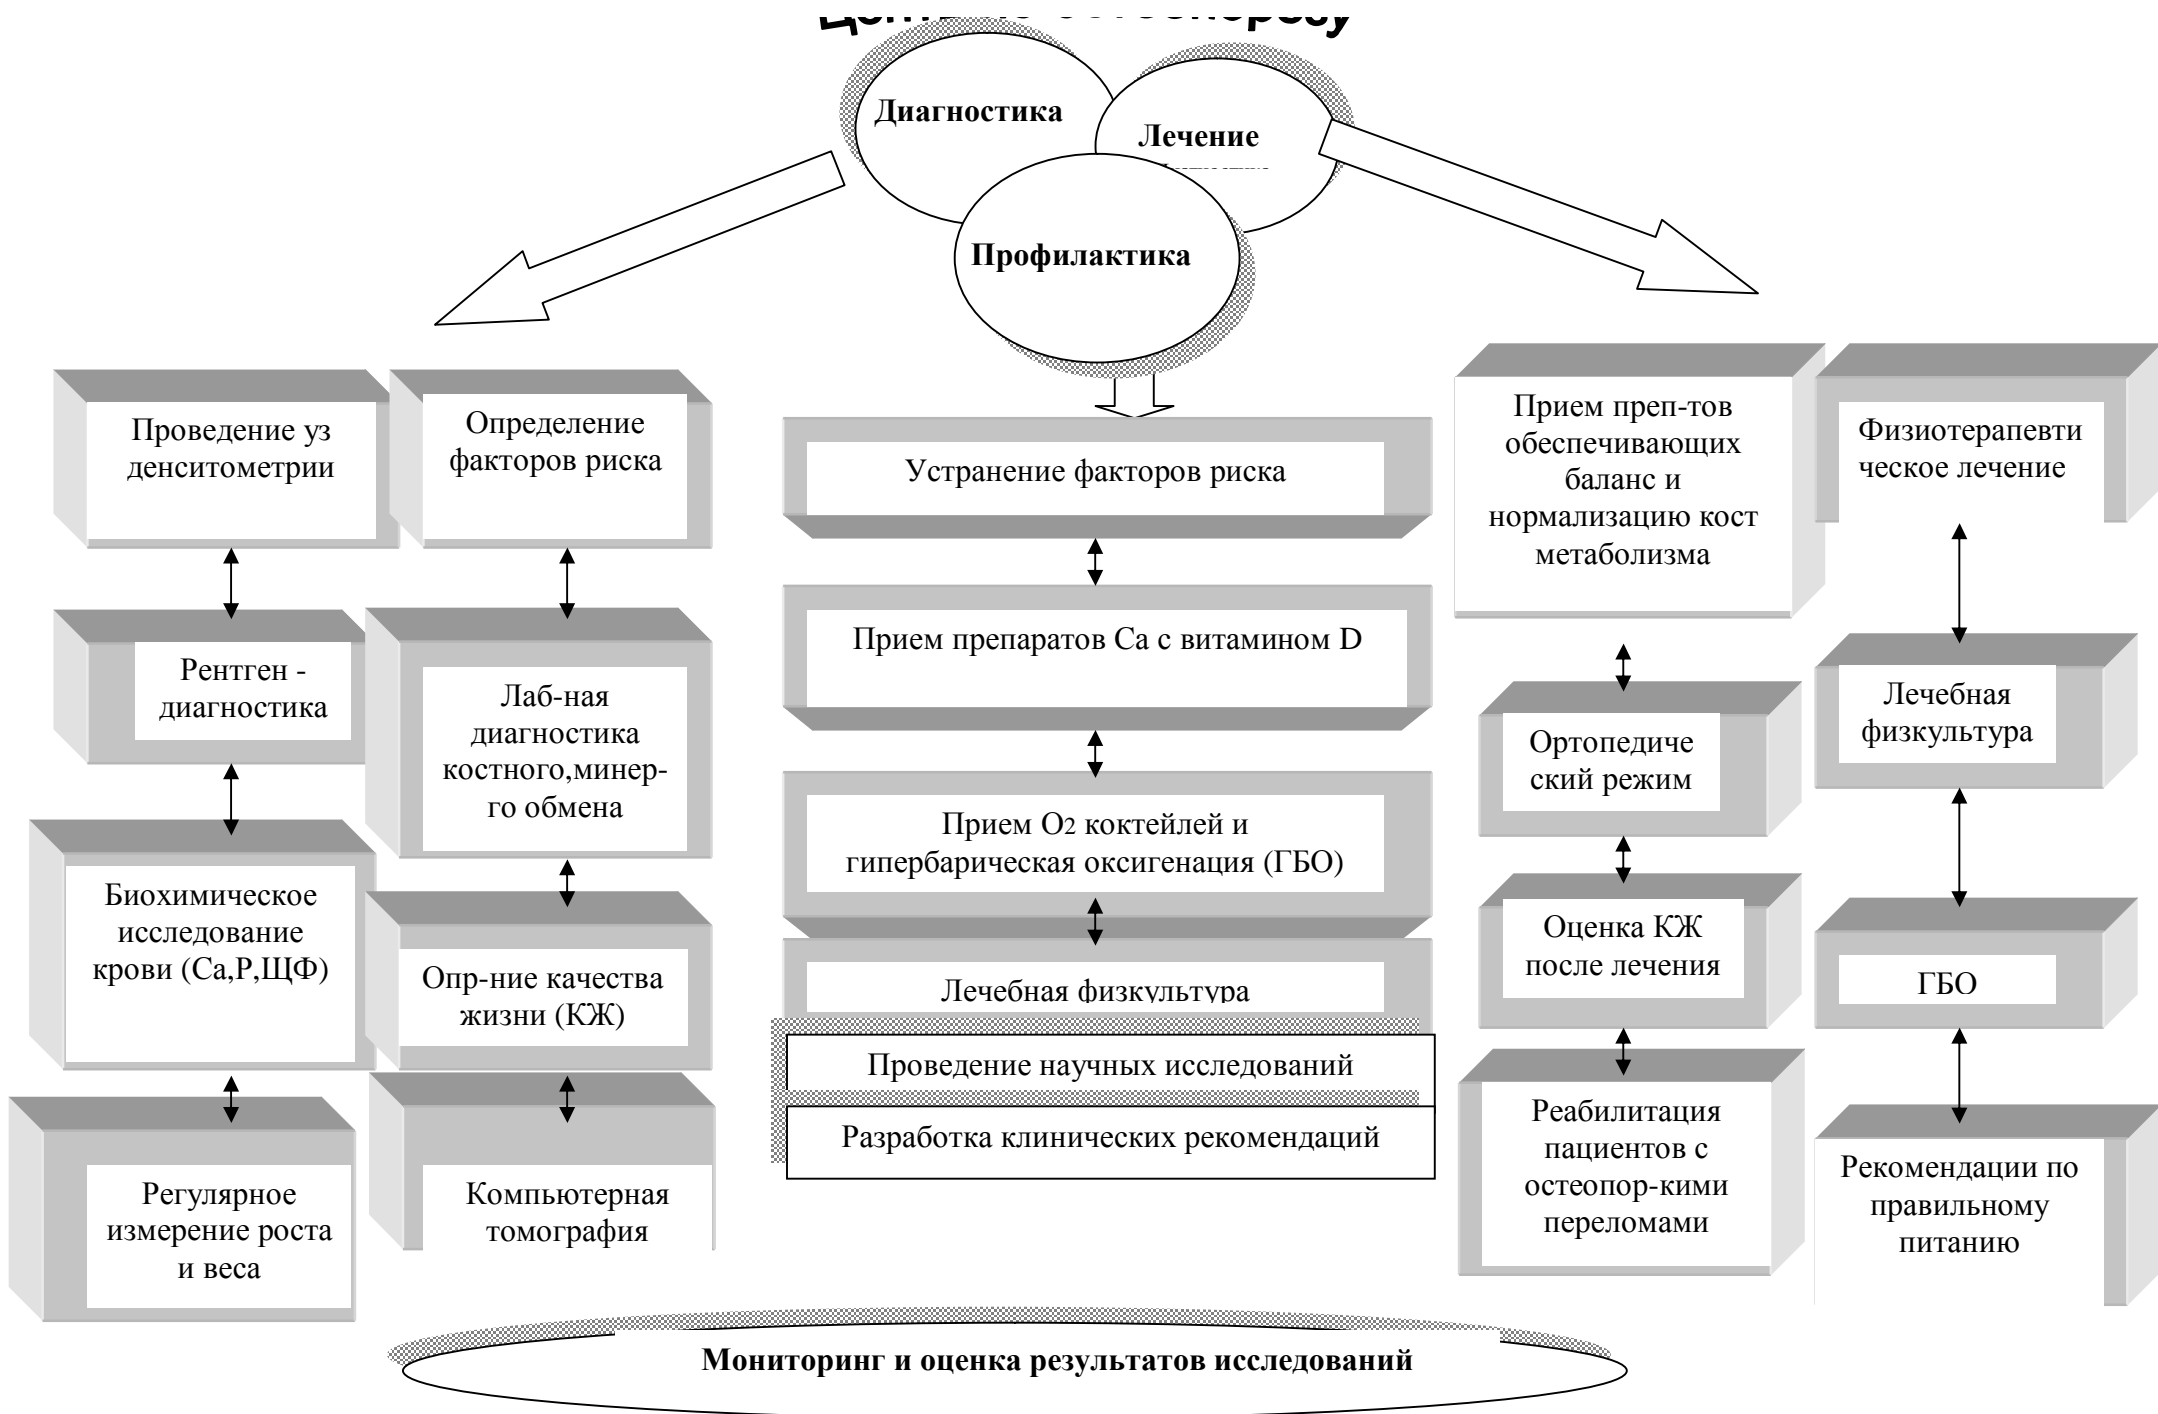 Диагностика
Лечение
Профилактика
Проведение уз
денситометрии
Рентген -
диагностика
Биохимическое
исследование
крови (Са,Р,ЩФ)
Регулярное
измерение роста
и веса
Определение
факторов риска
Лаб-ная
диагностика
костного,минер-
го обмена
Опр-ние качества
жизни (КЖ)
Компьютерная
томография
Устранение факторов риска
Прием препаратов Са с витамином D
Прием О2 коктейлей и
гипербарическая оксигенация (ГБО)
Лечебная физкультура
Проведение научных исследований
Разработка клинических рекомендаций
Прием преп-тов
обеспечивающих
баланс и
нормализацию кост
метаболизма
Ортопедиче
ский режим
Оценка КЖ
после лечения
Реабилитация
пациентов с
остеопор-кими
переломами
Физиотерапевти
ческое лечение
Лечебная
физкультура
ГБО
Рекомендации по
правильному
питанию
Мониторинг и оценка результатов исследований